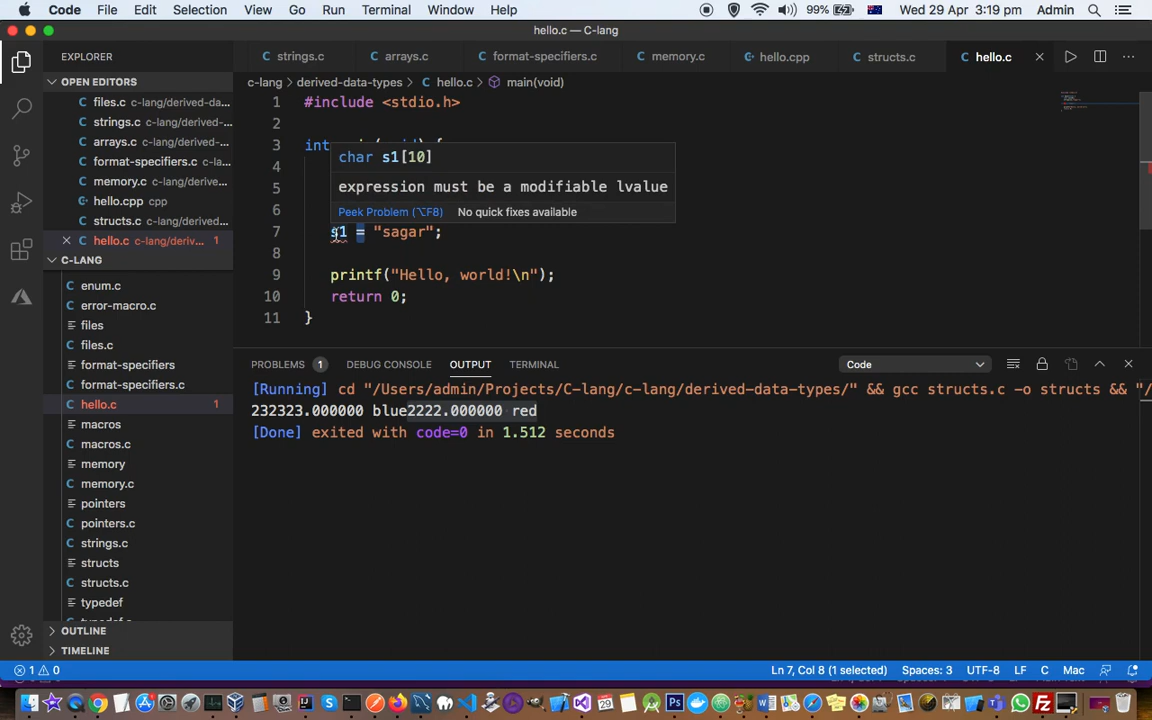 Code File Edit Selection View Go Run Terminal Window Help 99% Wed 29 Apr 3:19 pm Admin
hello.c — C-lang
EXPLORER
strings.c arrays.c format-specifiers.c memory.c hello.cpp structs.c hello.c
OPEN EDITORS
files.c c-lang/derived-da...
strings.c c-lang/derived-...
arrays.c c-lang/derived-...
format-specifiers.c c-la...
memory.c c-lang/derive...
hello.cpp cpp
structs.c c-lang/derived...
hello.c c-lang/deriv... 1
C-LANG
enum.c
error-macro.c
files
files.c
format-specifiers
format-specifiers.c
hello.c 1
macros
macros.c
memory
memory.c
pointers
pointers.c
strings.c
structs
structs.c
typedef
OUTLINE
TIMELINE
c-lang > derived-data-types > hello.c > main(void)
1 #include <stdio.h>
2
3 int {
4
5
6
7 s1 = "sagar";
8
9 printf("Hello, world!\n");
10 return 0;
11 }
char s1[10]
expression must be a modifiable lvalue
Peek Problem (⌥F8) No quick fixes available
PROBLEMS 1 DEBUG CONSOLE OUTPUT TERMINAL Code
[Running] cd "/Users/admin/Projects/C-lang/c-lang/derived-data-types/" && gcc structs.c -o structs && "/
232323.000000 blue2222.000000 red
[Done] exited with code=0 in 1.512 seconds
1 0 Ln 7, Col 8 (1 selected) Spaces: 3 UTF-8 LF C Mac